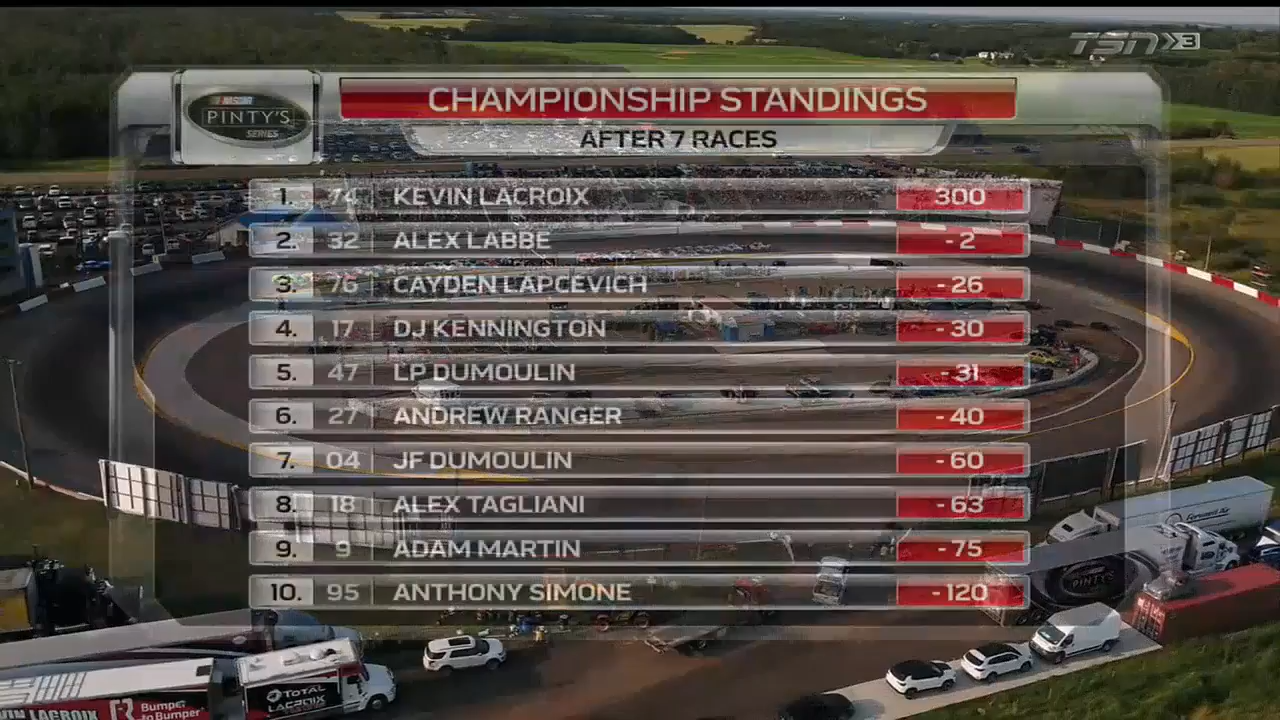 TSN 3
NASCAR
PINTY'S
SERIES
CHAMPIONSHIP STANDINGS
AFTER 7 RACES
1. 74 KEVIN LACROIX 300
2. 32 ALEX LABBE - 2
3. 76 CAYDEN LAPCEVICH - 26
4. 17 DJ KENNINGTON - 30
5. 47 LP DUMOULIN - 31
6. 27 ANDREW RANGER - 40
7. 04 JF DUMOULIN - 60
8. 18 ALEX TAGLIANI - 63
9. 9 ADAM MARTIN - 75
10. 95 ANTHONY SIMONE - 120
Forward Air
PINTY'S
TOTAL
LACROIX
VIN LACROIX
Bumper
to Bumper